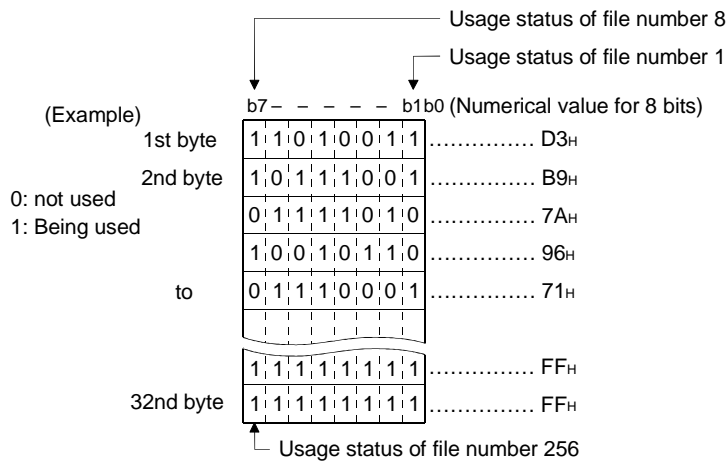 Usage status of file number 8
Usage status of file number 1
(Example)
b7 – – – – – b1b0 (Numerical value for 8 bits)
1st byte 1 1 0 1 0 0 1 1 ............... D3H
2nd byte 1 0 1 1 1 0 0 1 ............... B9H
0: not used
0 1 1 1 1 0 1 0 ............... 7AH
1: Being used
1 0 0 1 0 1 1 0 ............... 96H
to 0 1 1 1 0 0 0 1 ............... 71H
1 1 1 1 1 1 1 1 ............... FFH
32nd byte 1 1 1 1 1 1 1 1 ............... FFH
Usage status of file number 256